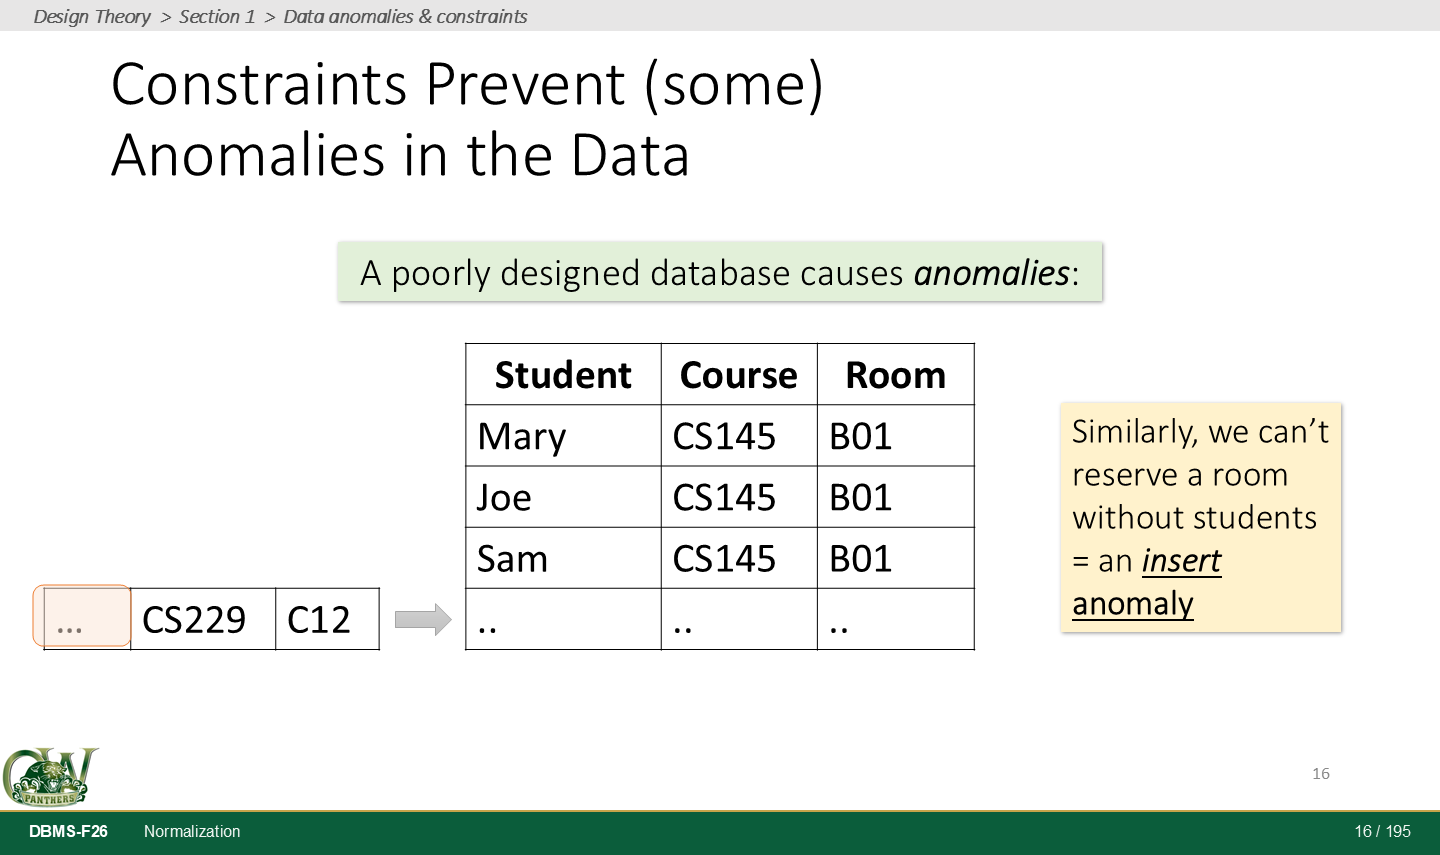 Design Theory > Section 1 > Data anomalies & constraints
Constraints Prevent (some)
Anomalies in the Data
A poorly designed database causes anomalies:
Student Course Room
Mary CS145 B01
Joe CS145 B01
Sam CS145 B01
... CS229 C12
.. .. ..
Similarly, we can't
reserve a room
without students
= an insert
anomaly
16
OW
PANTHERS
DBMS-F26 Normalization 16 / 195